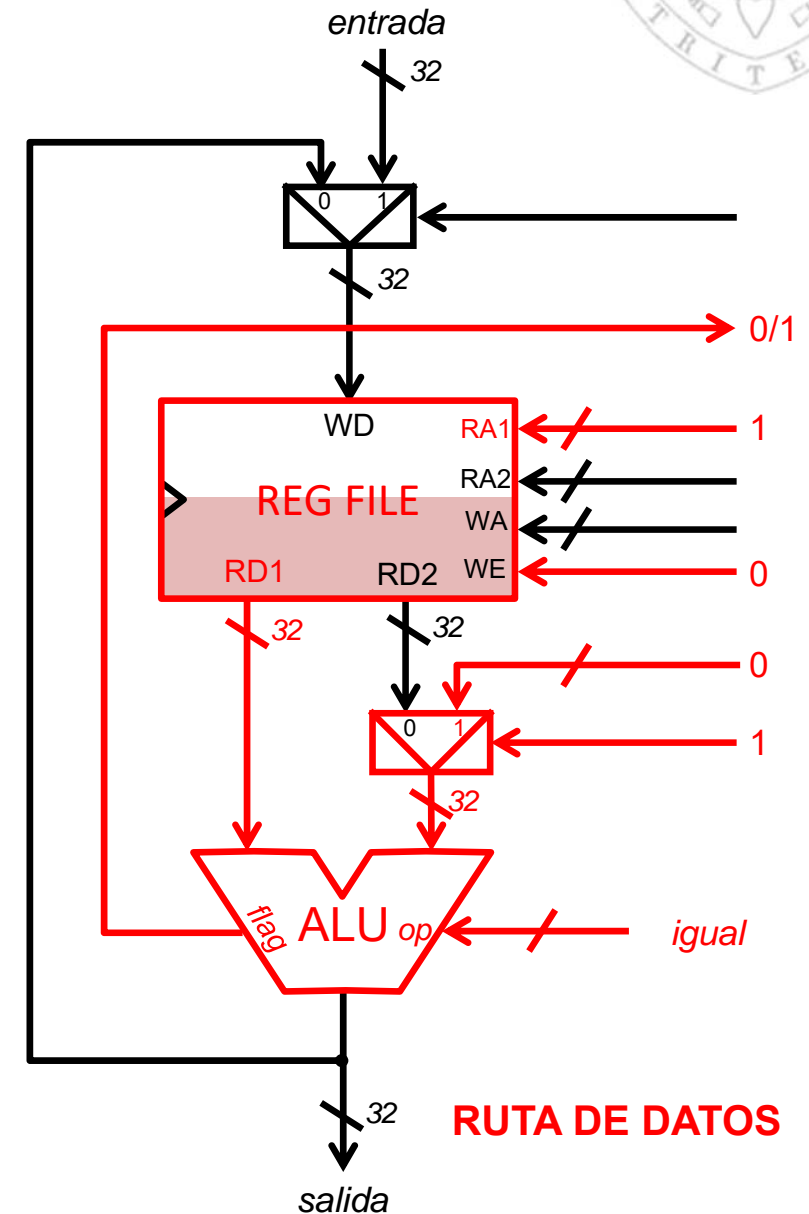 entrada
32
T R I T E
0 1
32
0/1
WD
RA1
1
RA2
REG FILE
WA
RD1
RD2
WE
0
32
32
0
0 1
1
32
flag
ALU
op
igual
32
RUTA DE DATOS
salida